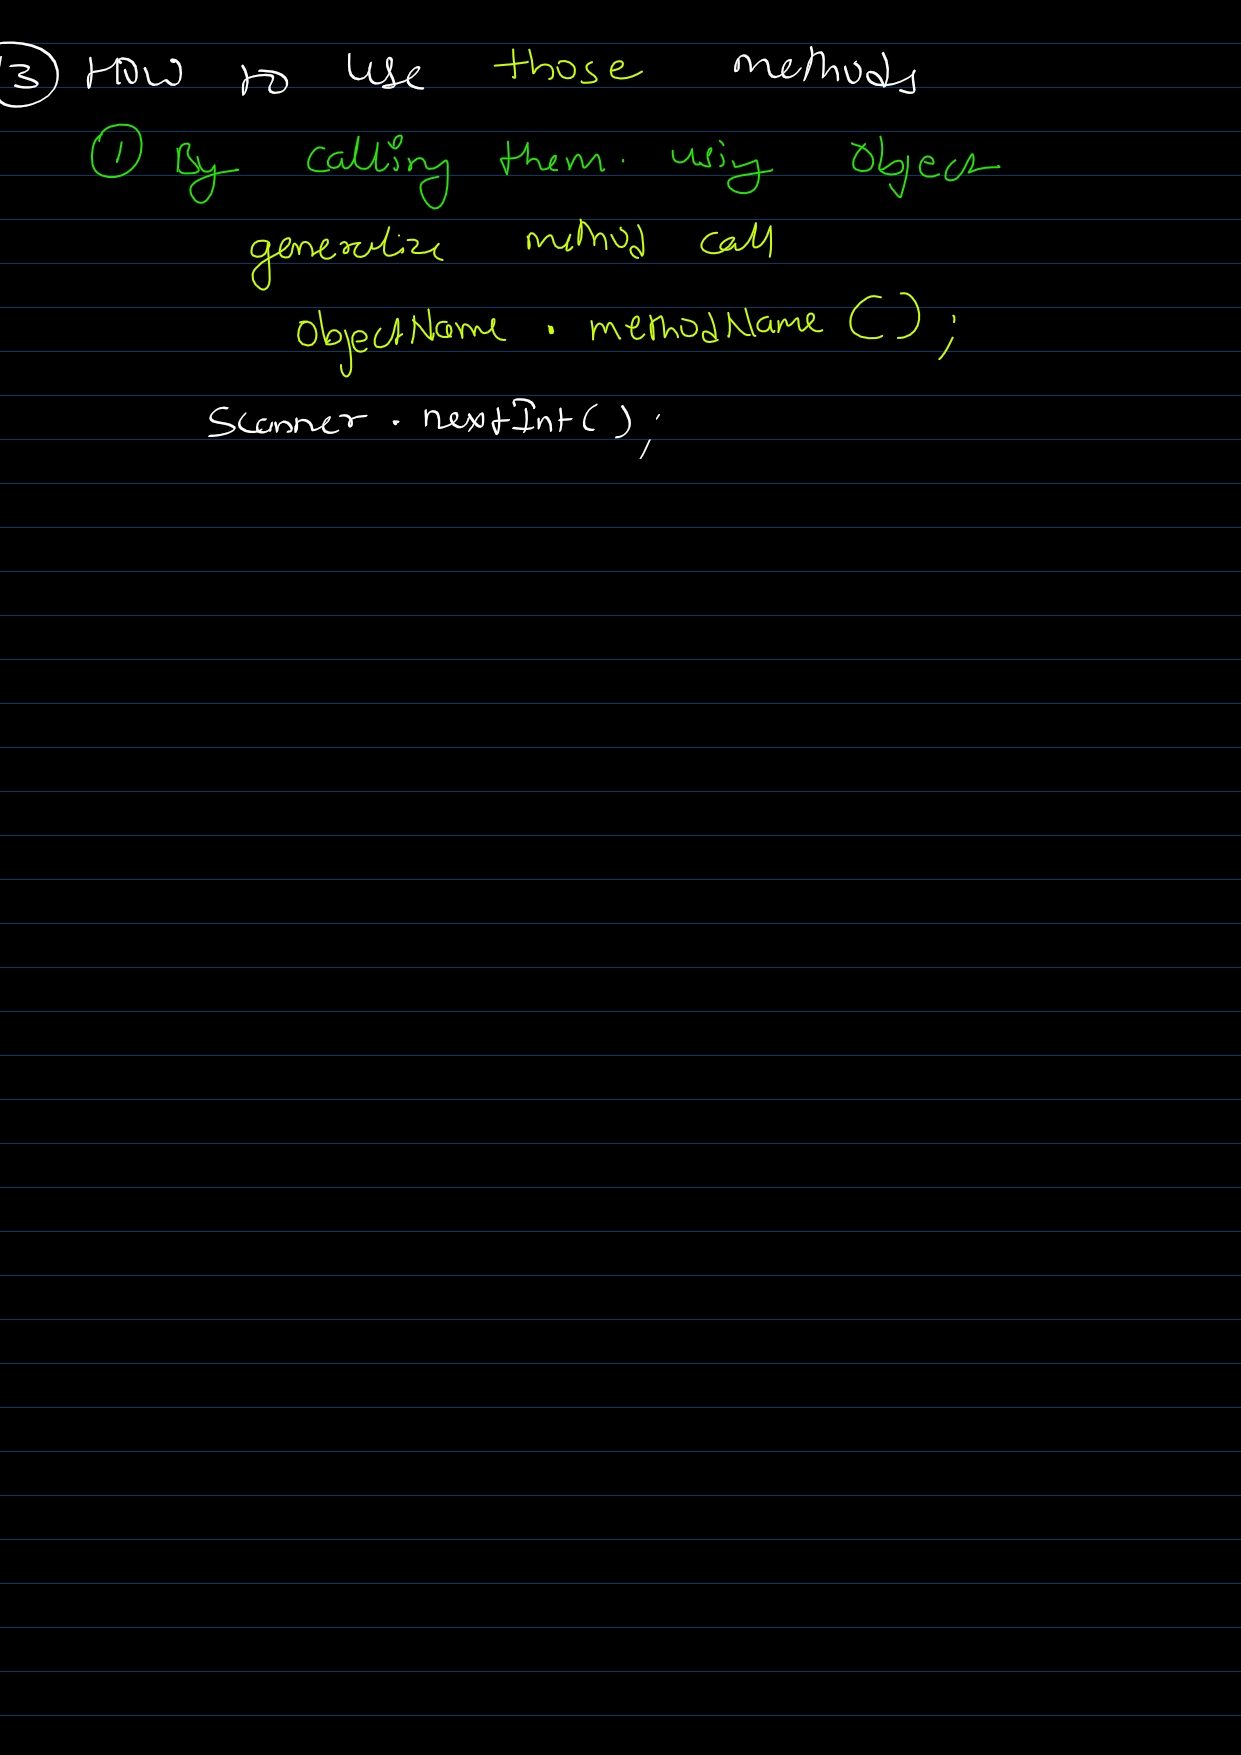 3 How to use those methods
1 By calling them. using object
generalize method call
objectName . methodName ();
Scanner . nextInt();